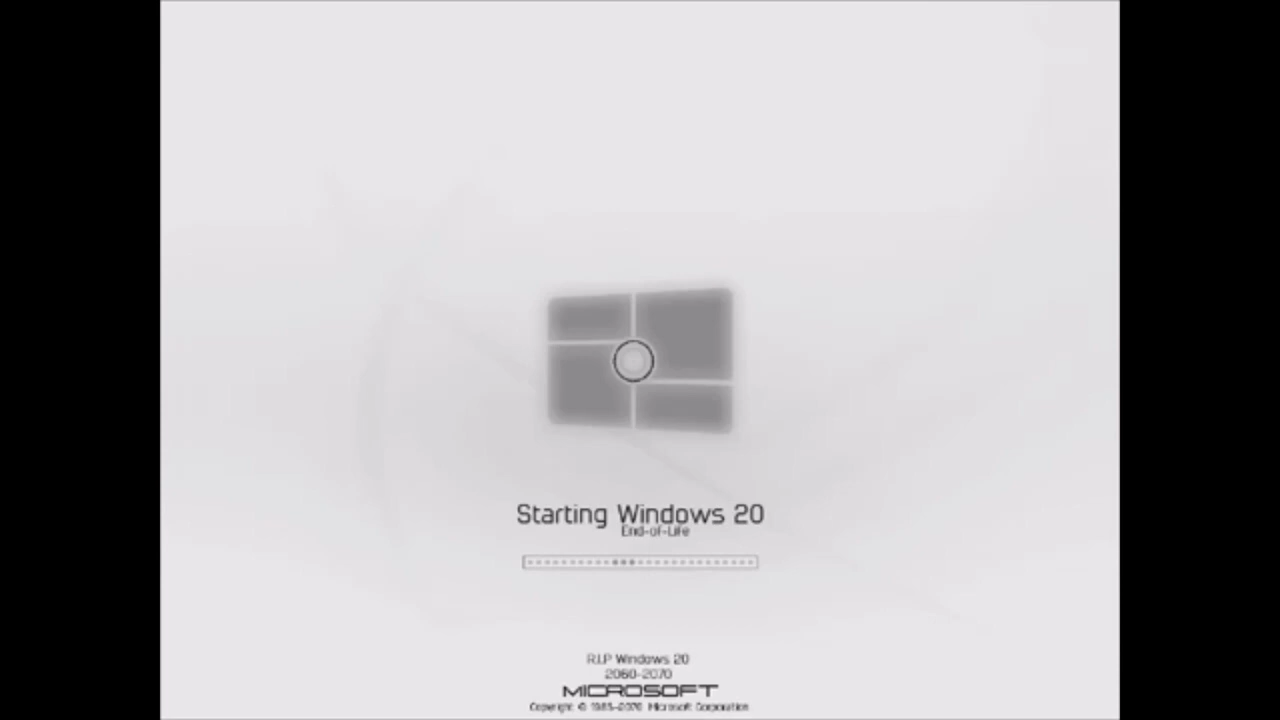 Starting Windows 20
End-of-Life
R.I.P Windows 20
2060-2070
MICROSOFT
Copyright © 1985-2070 Microsoft Corporation